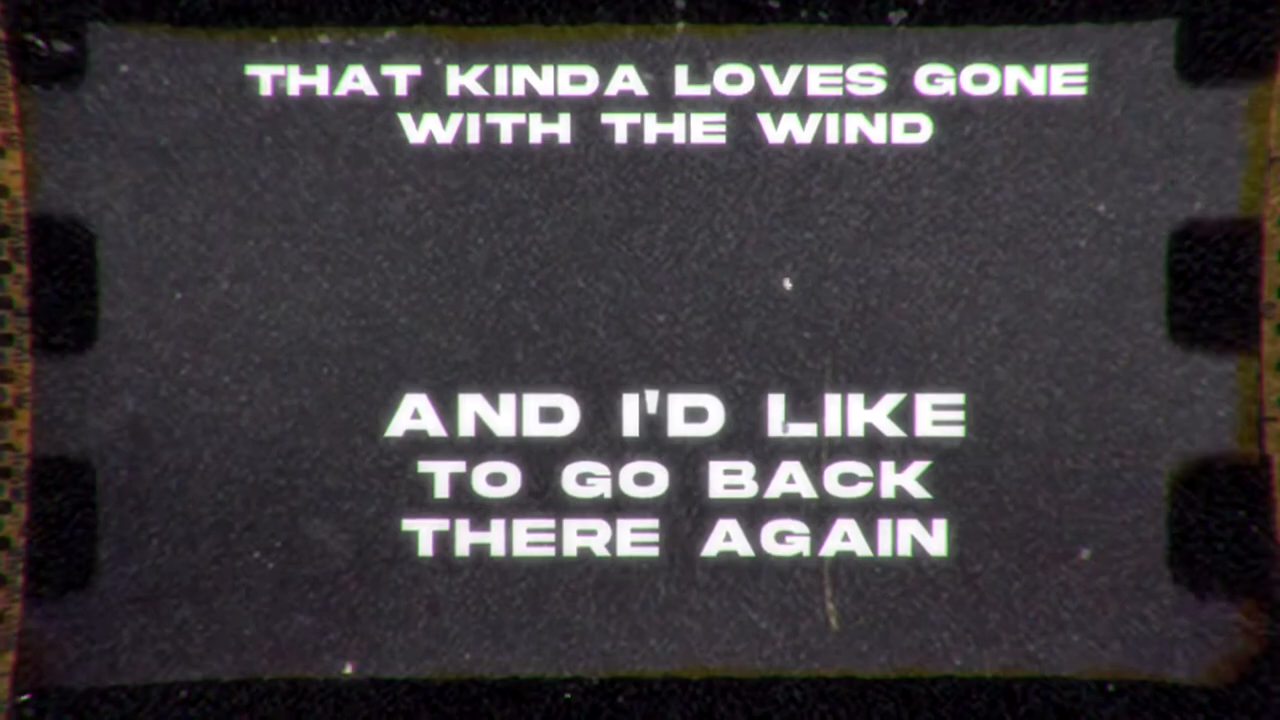 THAT KINDA LOVES GONE
WITH THE WIND
AND I'D LIKE
TO GO BACK
THERE AGAIN